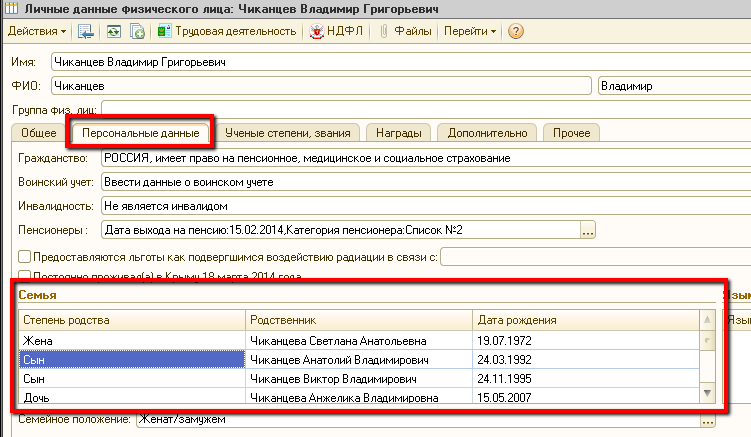 Личные данные физического лица: Чиканцев Владимир Григорьевич
Действия Трудовая деятельность НДФЛ Файлы Перейти ?
Имя: Чиканцев Владимир Григорьевич
ФИО: Чиканцев Владимир
Группа физ. лиц:
Общее Персональные данные Ученые степени, звания Награды Дополнительно Прочее
Гражданство: РОССИЯ, имеет право на пенсионное, медицинское и социальное страхование
Воинский учет: Ввести данные о воинском учете
Инвалидность: Не является инвалидом
Пенсионеры : Дата выхода на пенсию:15.02.2014,Категория пенсионера:Список №2 ...
Предоставляются льготы как подвергшимся воздействию радиации в связи с:
Постоянно проживал(а) в Крыму 18 марта 2014 года
Семья Язык
Степень родства Родственник Дата рождения Язы
Жена Чиканцева Светлана Анатольевна 19.07.1972
Сын Чиканцев Анатолий Владимирович 24.03.1992
Сын Чиканцев Виктор Владимирович 24.11.1995
Дочь Чиканцева Анжелика Владимировна 15.05.2007
Семейное положение: Женат/замужем ...